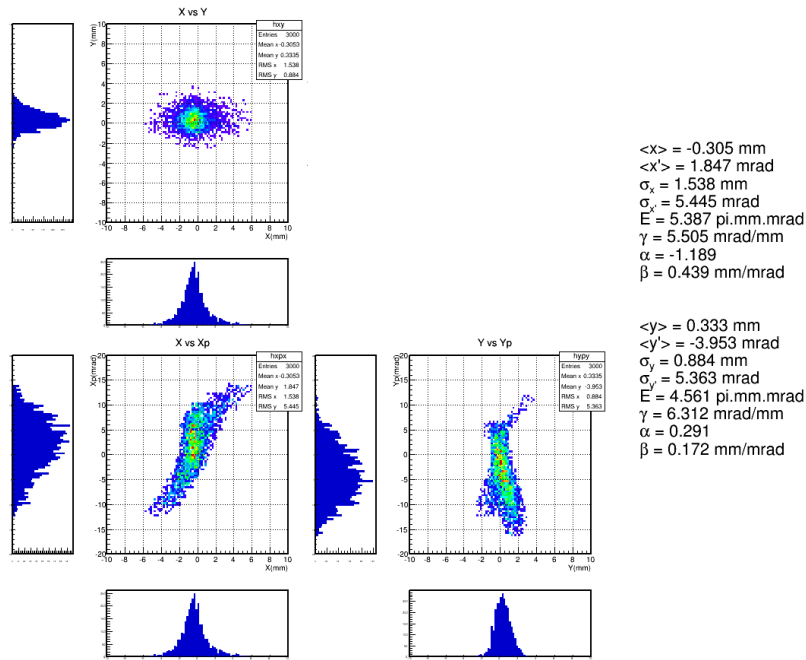 X vs Y
hxy
Entries 3000
Mean x -0.3053
Mean y 0.3335
RMS x 1.538
RMS y 0.884
Y(mm)
10
8
6
4
2
0
-2
-4
-6
-8
-10
-10 -8 -6 -4 -2 0 2 4 6 8 10
X(mm)
<x> = -0.305 mm
<x'> = 1.847 mrad
σx = 1.538 mm
σx' = 5.445 mrad
E = 5.387 pi.mm.mrad
γ = 5.505 mrad/mm
α = -1.189
β = 0.439 mm/mrad
X vs Xp
hxpx
Entries 3000
Mean x -0.3053
Mean y 1.847
RMS x 1.538
RMS y 5.445
Xp(mrad)
20
15
10
5
0
-5
-10
-15
-20
-10 -8 -6 -4 -2 0 2 4 6 8 10
X(mm)
Y vs Yp
hypy
Entries 3000
Mean x 0.3335
Mean y -3.953
RMS x 0.884
RMS y 5.363
Yp(mrad)
20
15
10
5
0
-5
-10
-15
-20
-10 -8 -6 -4 -2 0 2 4 6 8 10
Y(mm)
<y> = 0.333 mm
<y'> = -3.953 mrad
σy = 0.884 mm
σy' = 5.363 mrad
E = 4.561 pi.mm.mrad
γ = 6.312 mrad/mm
α = 0.291
β = 0.172 mm/mrad